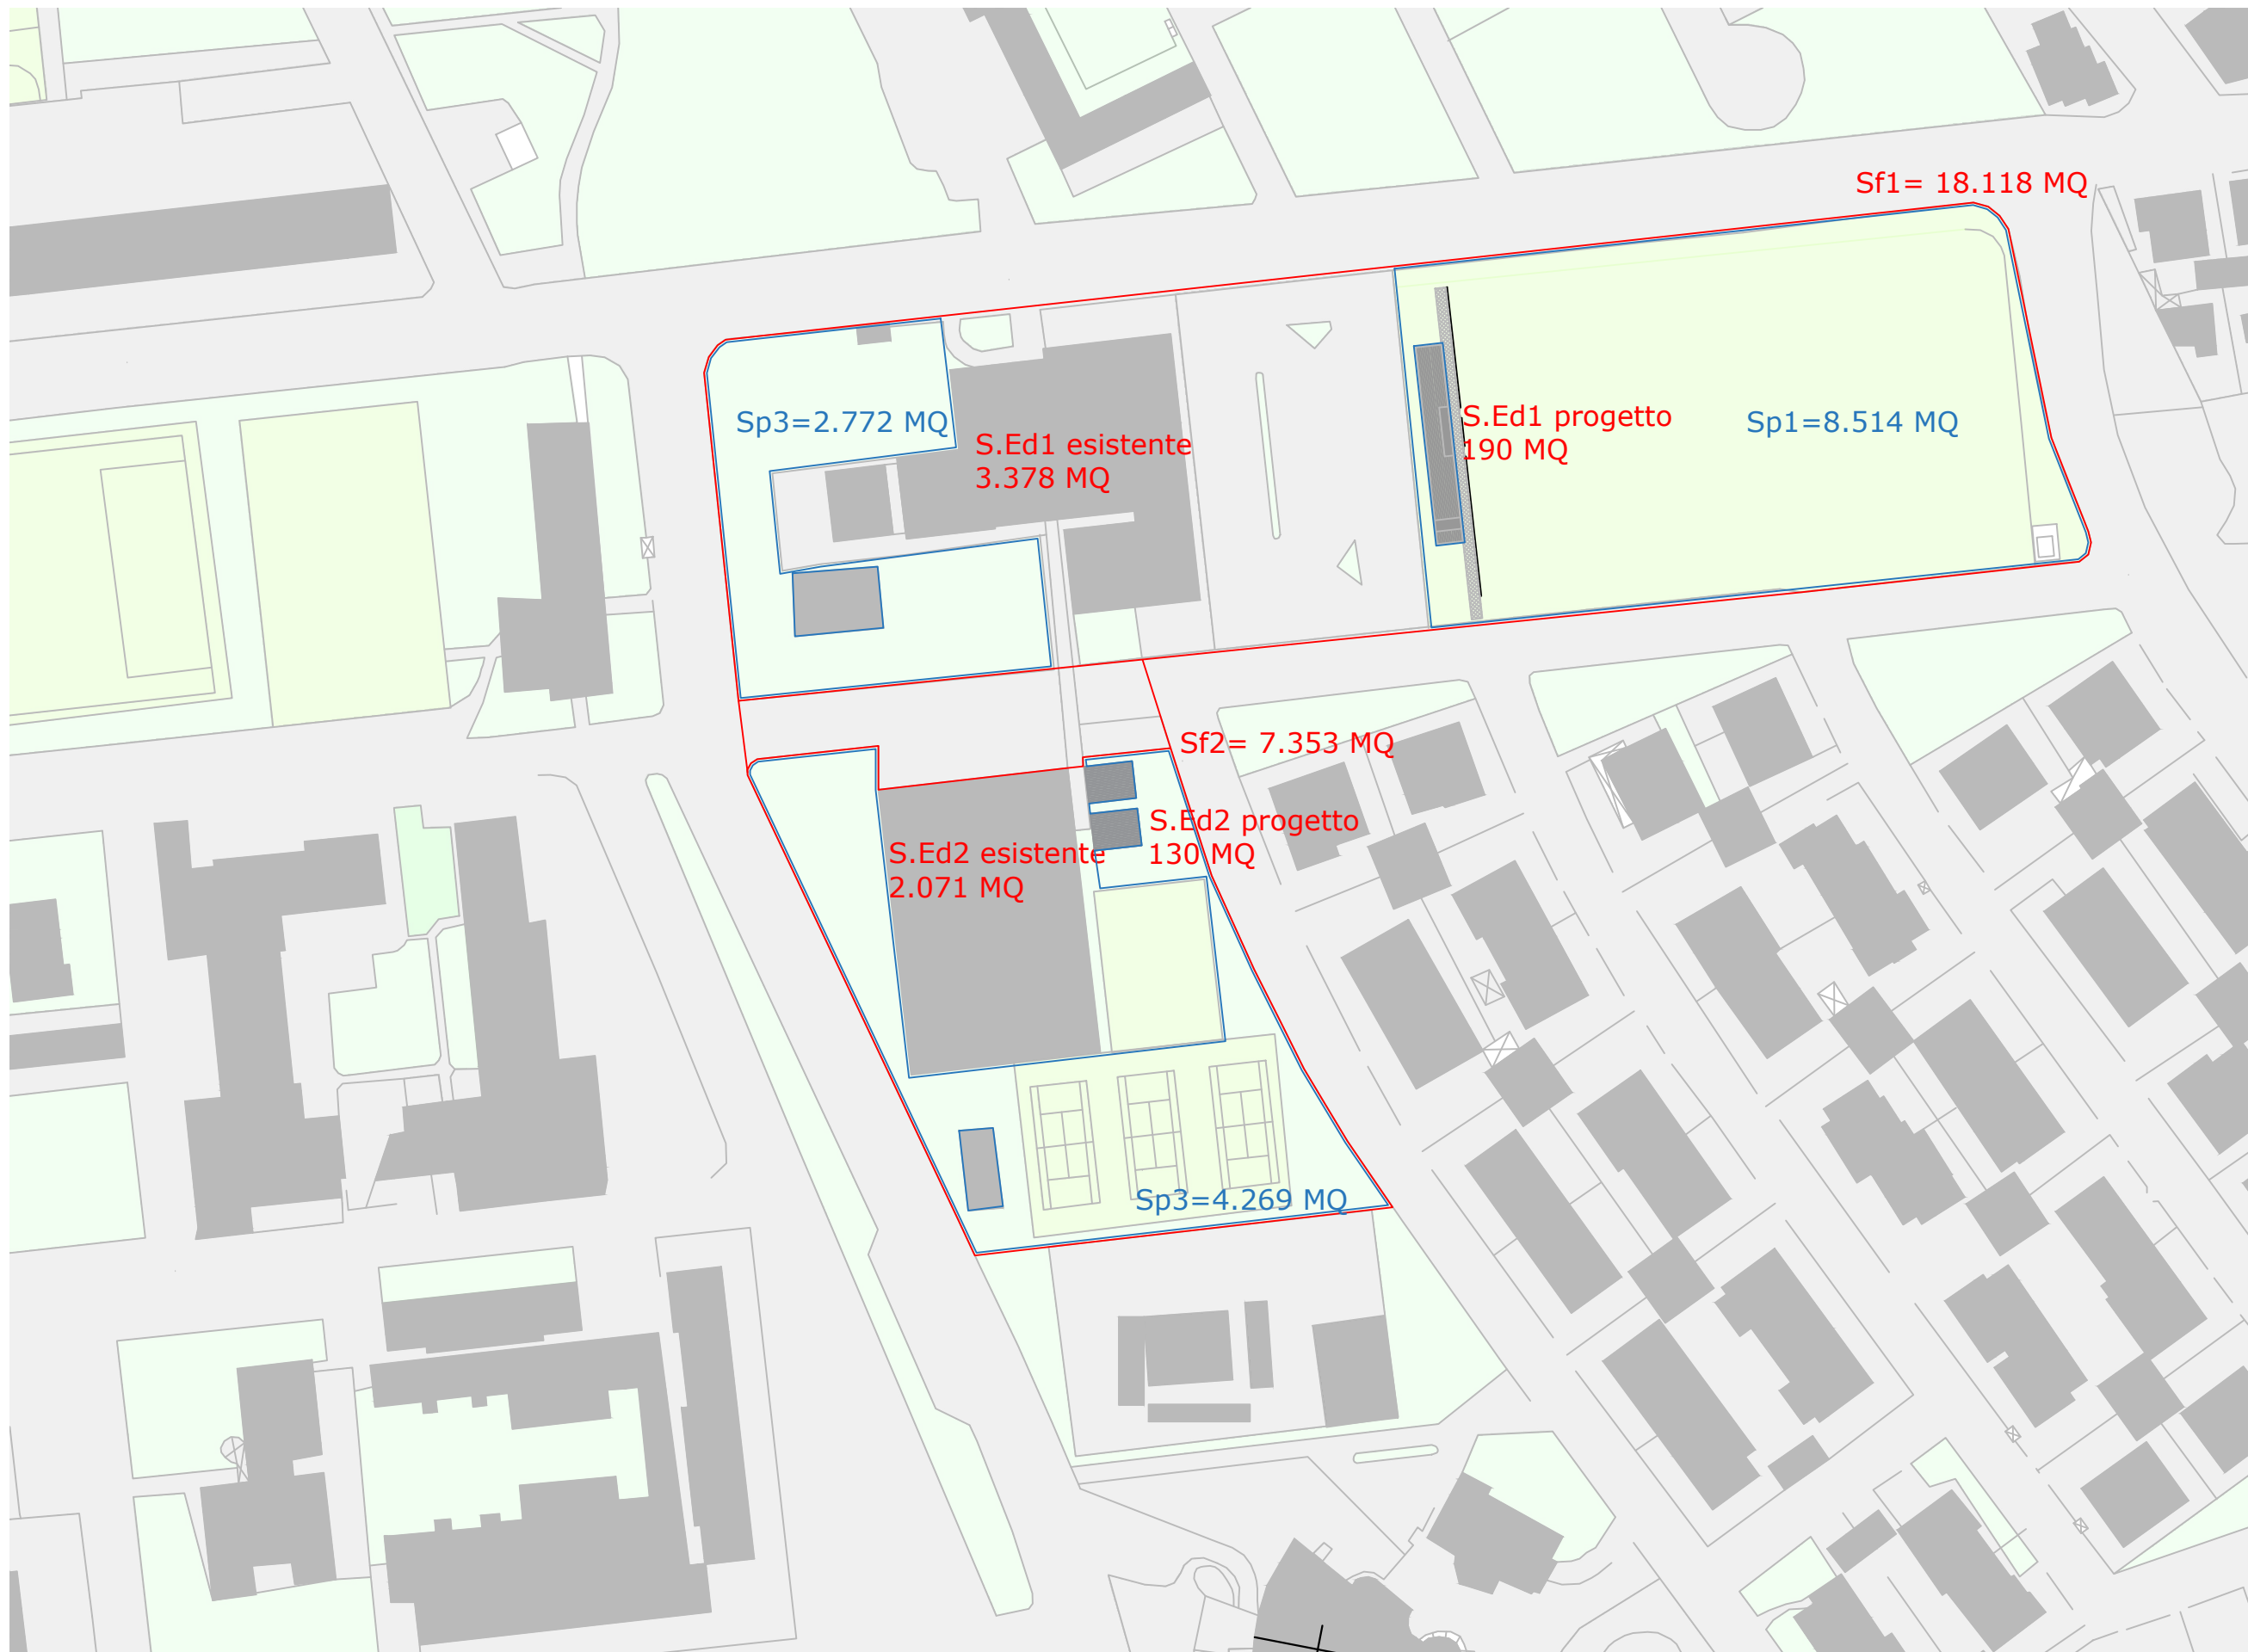 Sf1= 18.118 MQ
Sp3=2.772 MQ
S.Ed1 esistente
3.378 MQ
S.Ed1 progetto
190 MQ
Sp1=8.514 MQ
Sf2= 7.353 MQ
S.Ed2 progetto
130 MQ
S.Ed2 esistente
2.071 MQ
Sp3=4.269 MQ